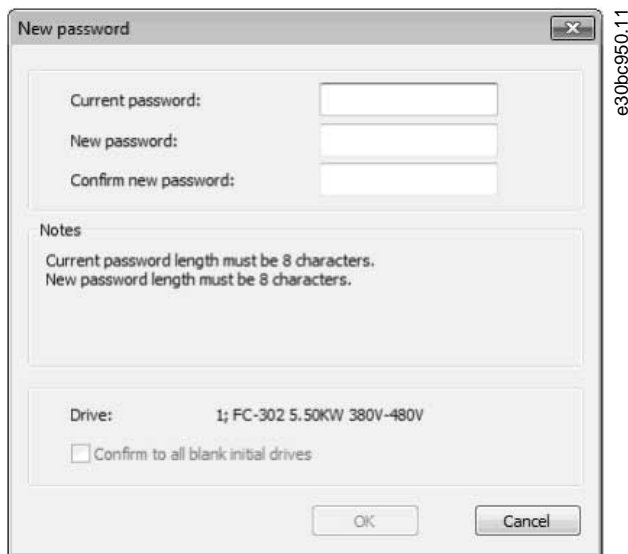 New password
Current password:
New password:
Confirm new password:
Notes
Current password length must be 8 characters.
New password length must be 8 characters.
Drive: 1; FC-302 5.50KW 380V-480V
Confirm to all blank initial drives
OK Cancel
e30bc950.11